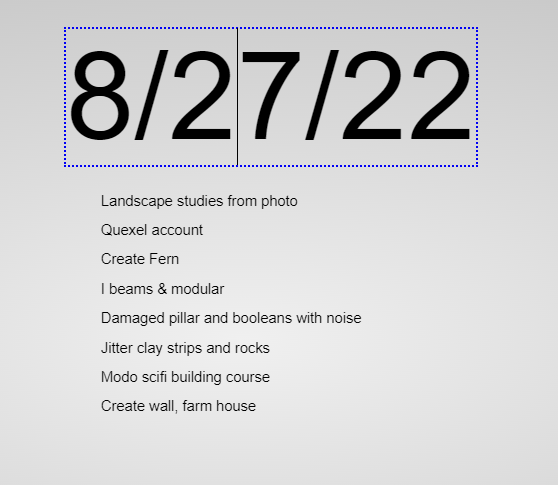 8/27/22
Landscape studies from photo
Quexel account
Create Fern
I beams & modular
Damaged pillar and booleans with noise
Jitter clay strips and rocks
Modo scifi building course
Create wall, farm house